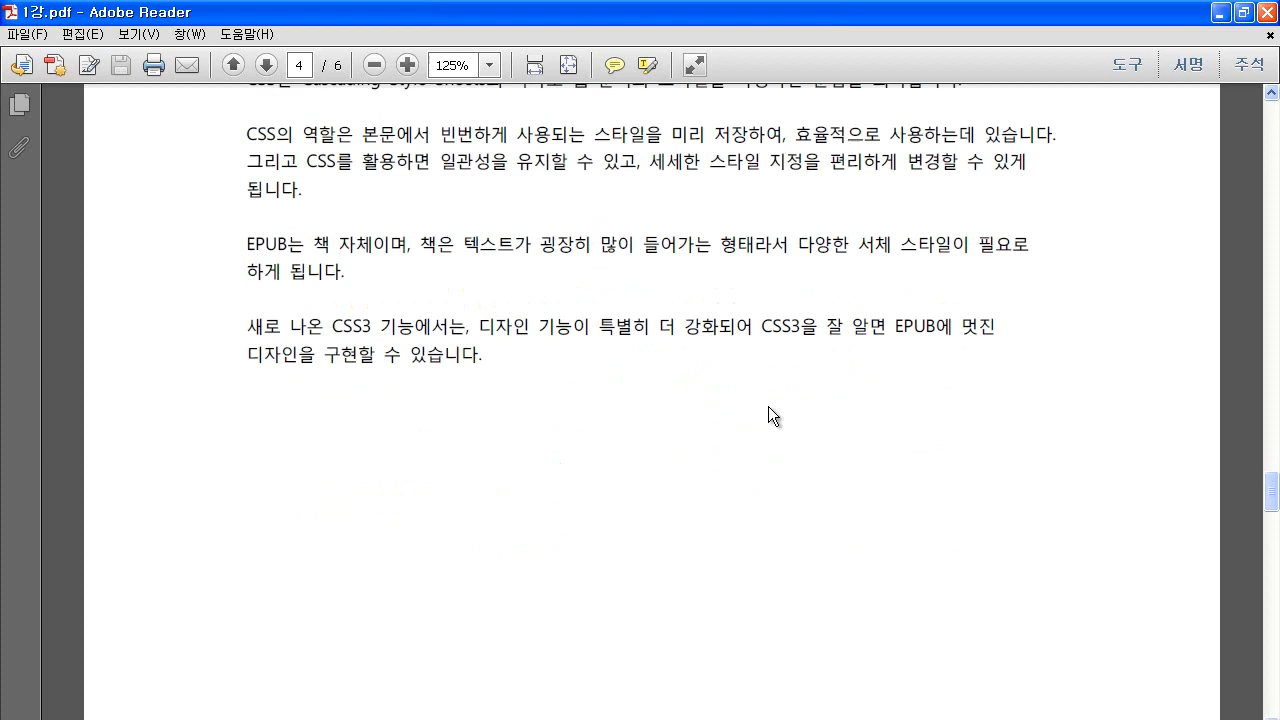 1강.pdf - Adobe Reader
파일(F) 편집(E) 보기(V) 창(W) 도움말(H)
4 / 6 125% 도구 서명 주석
CSS의 역할은 본문에서 빈번하게 사용되는 스타일을 미리 저장하여, 효율적으로 사용하는데 있습니다.
그리고 CSS를 활용하면 일관성을 유지할 수 있고, 세세한 스타일 지정을 편리하게 변경할 수 있게
됩니다.
EPUB는 책 자체이며, 책은 텍스트가 굉장히 많이 들어가는 형태라서 다양한 서체 스타일이 필요로
하게 됩니다.
새로 나온 CSS3 기능에서는, 디자인 기능이 특별히 더 강화되어 CSS3을 잘 알면 EPUB에 멋진
디자인을 구현할 수 있습니다.